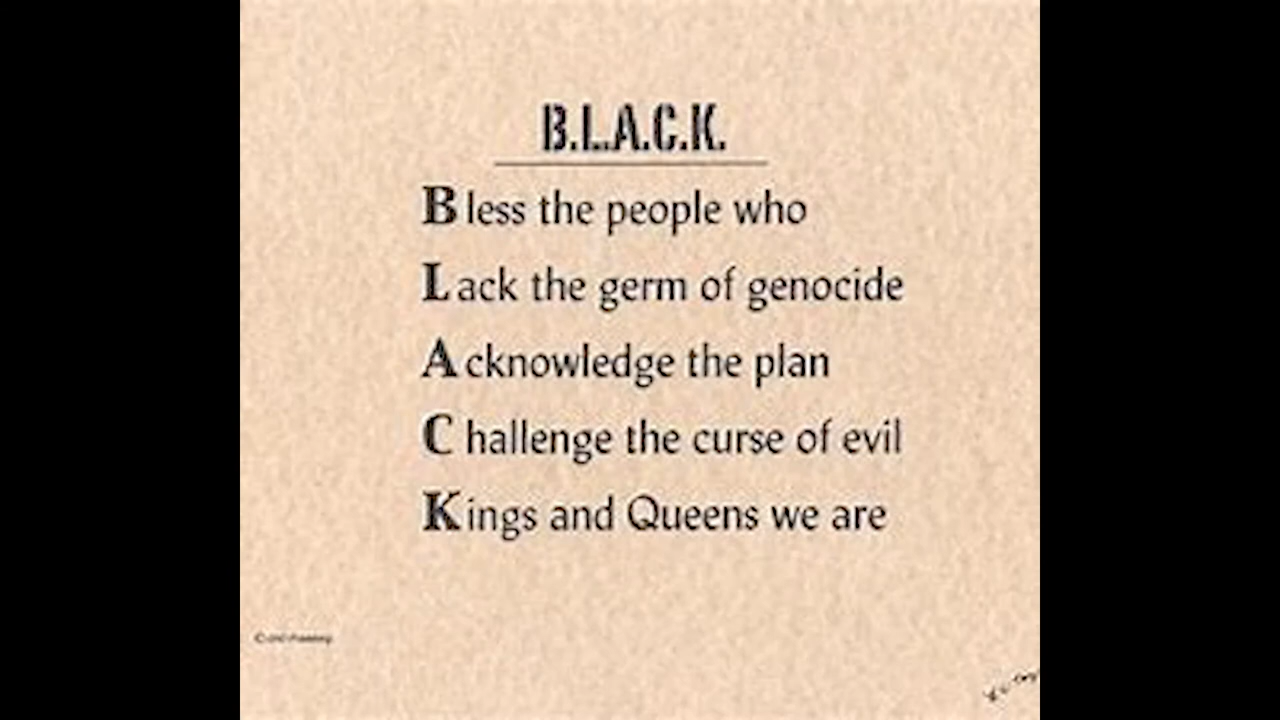 B.L.A.C.K.
Bless the people who
Lack the germ of genocide
Acknowledge the plan
Challenge the curse of evil
Kings and Queens we are